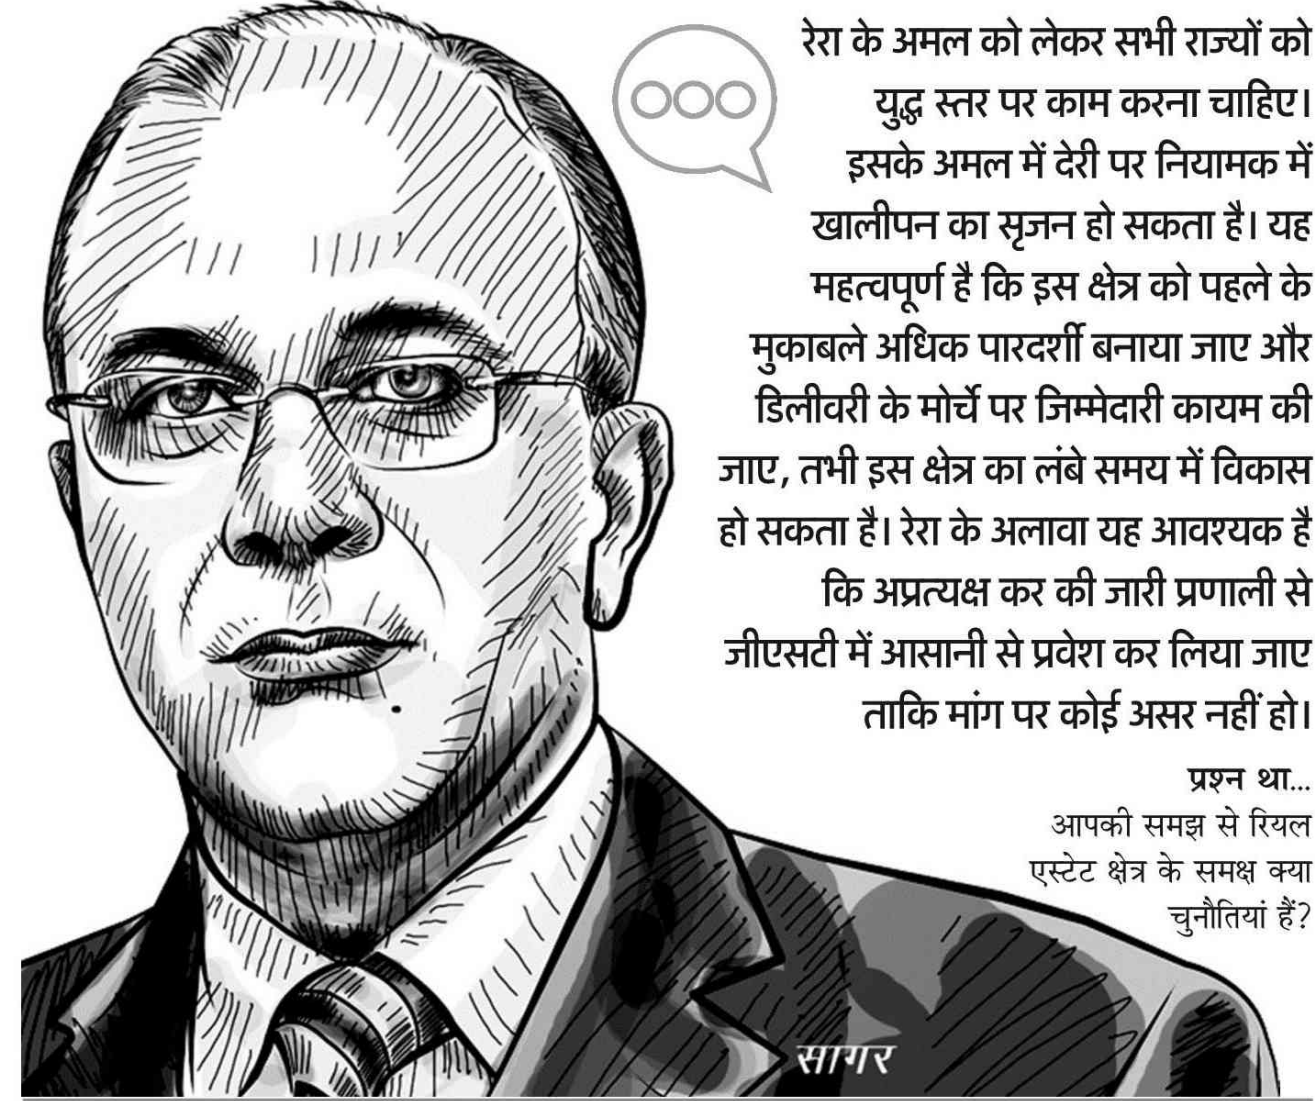 रेरा के अमल को लेकर सभी राज्यों को
युद्ध स्तर पर काम करना चाहिए।
इसके अमल में देरी पर नियामक में
खालीपन का सृजन हो सकता है। यह
महत्वपूर्ण है कि इस क्षेत्र को पहले के
मुकाबले अधिक पारदर्शी बनाया जाए और
डिलीवरी के मोर्चे पर जिम्मेदारी कायम की
जाए, तभी इस क्षेत्र का लंबे समय में विकास
हो सकता है। रेरा के अलावा यह आवश्यक है
कि अप्रत्यक्ष कर की जारी प्रणाली से
जीएसटी में आसानी से प्रवेश कर लिया जाए
ताकि मांग पर कोई असर नहीं हो।
प्रश्न था...
आपकी समझ से रियल
एस्टेट क्षेत्र के समक्ष क्या
चुनौतियां हैं?
सागर